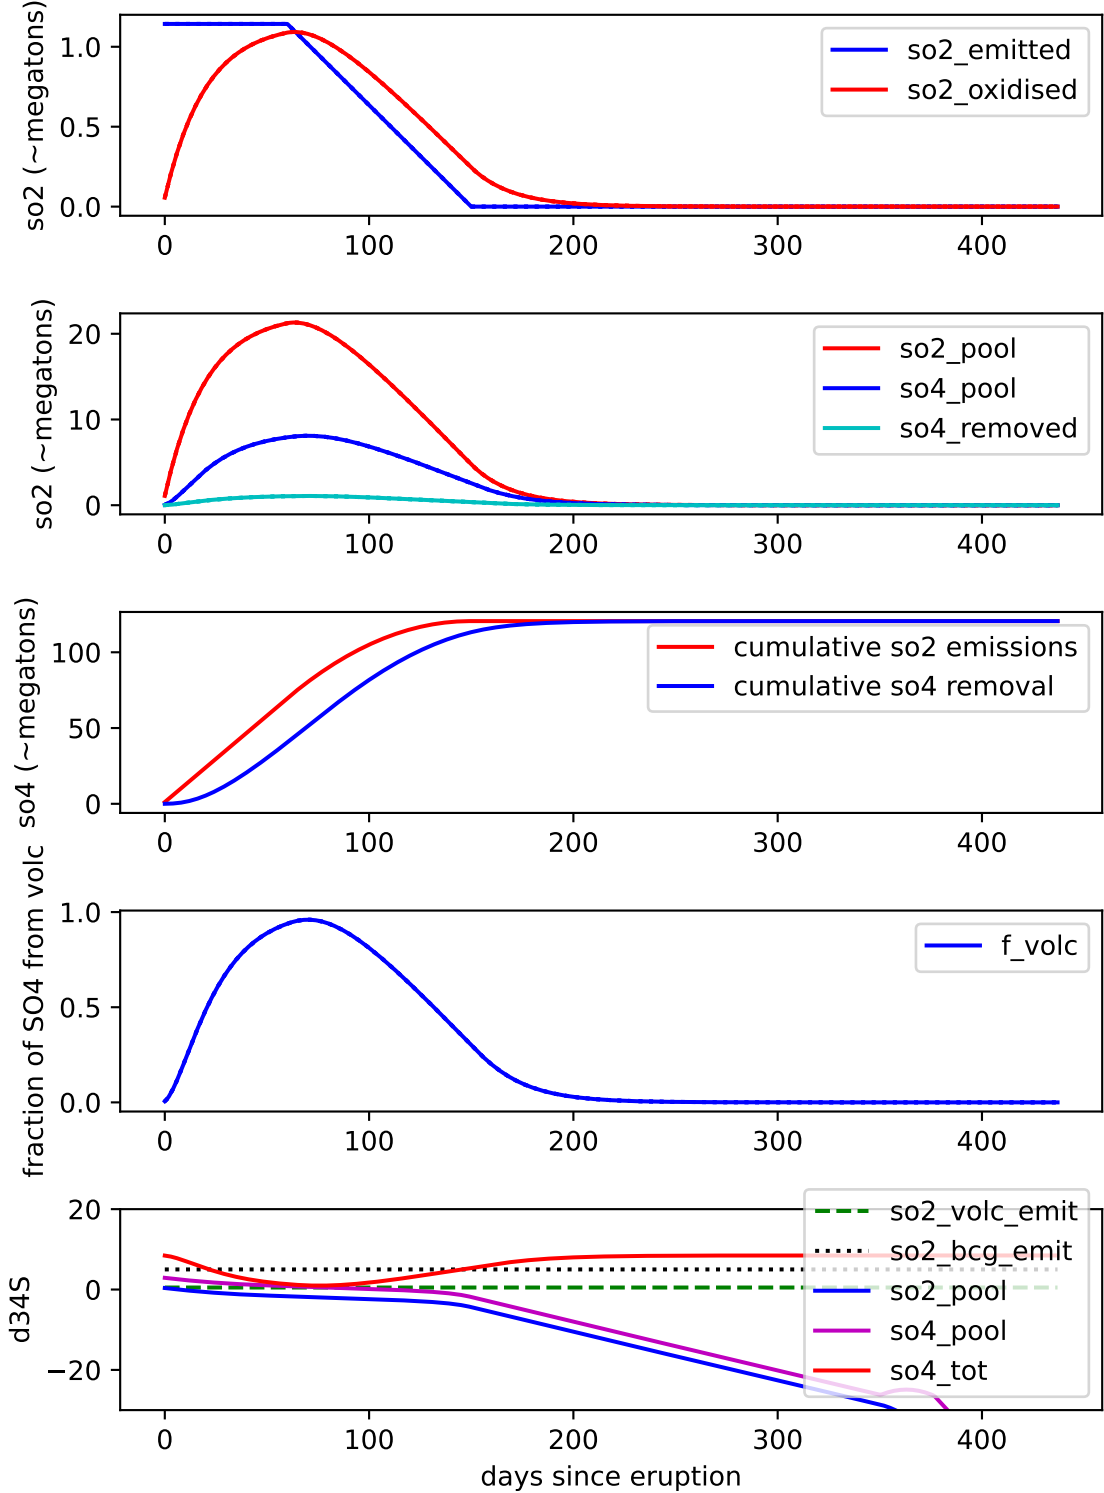 so2 (~megatons)
1.0
0.5
0.0
so2_emitted
so2_oxidised
0 100 200 300 400
so2 (~megatons)
20
10
0
so2_pool
so4_pool
so4_removed
0 100 200 300 400
so4 (~megatons)
100
50
0
cumulative so2 emissions
cumulative so4 removal
0 100 200 300 400
fraction of SO4 from volc
1.0
0.5
0.0
f_volc
0 100 200 300 400
d34S
20
0
−20
so2_volc_emit
so2_bcg_emit
so2_pool
so4_pool
so4_tot
0 100 200 300 400
days since eruption